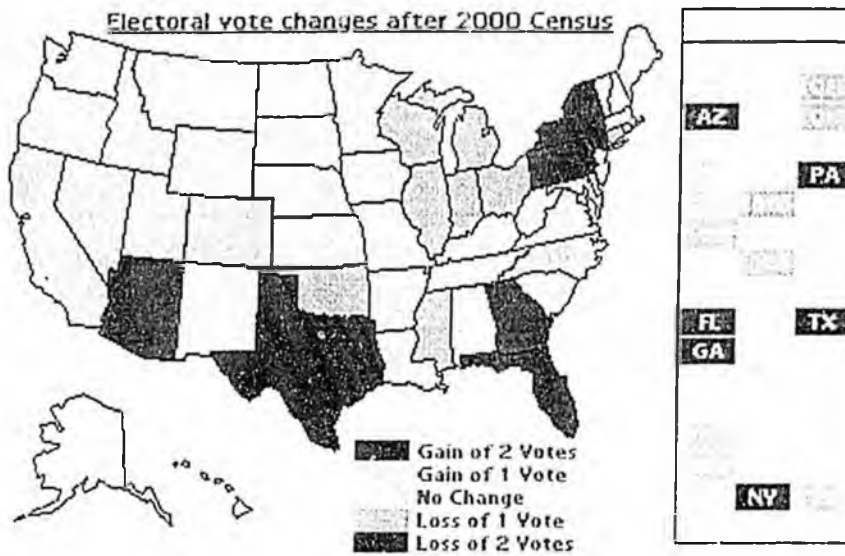 Electoral vote changes after 2000 Census
AZ
PA
FL
TX
GA
NY
Gain of 2 Votes
Gain of 1 Vote
No Change
Loss of 1 Vote
Loss of 2 Votes